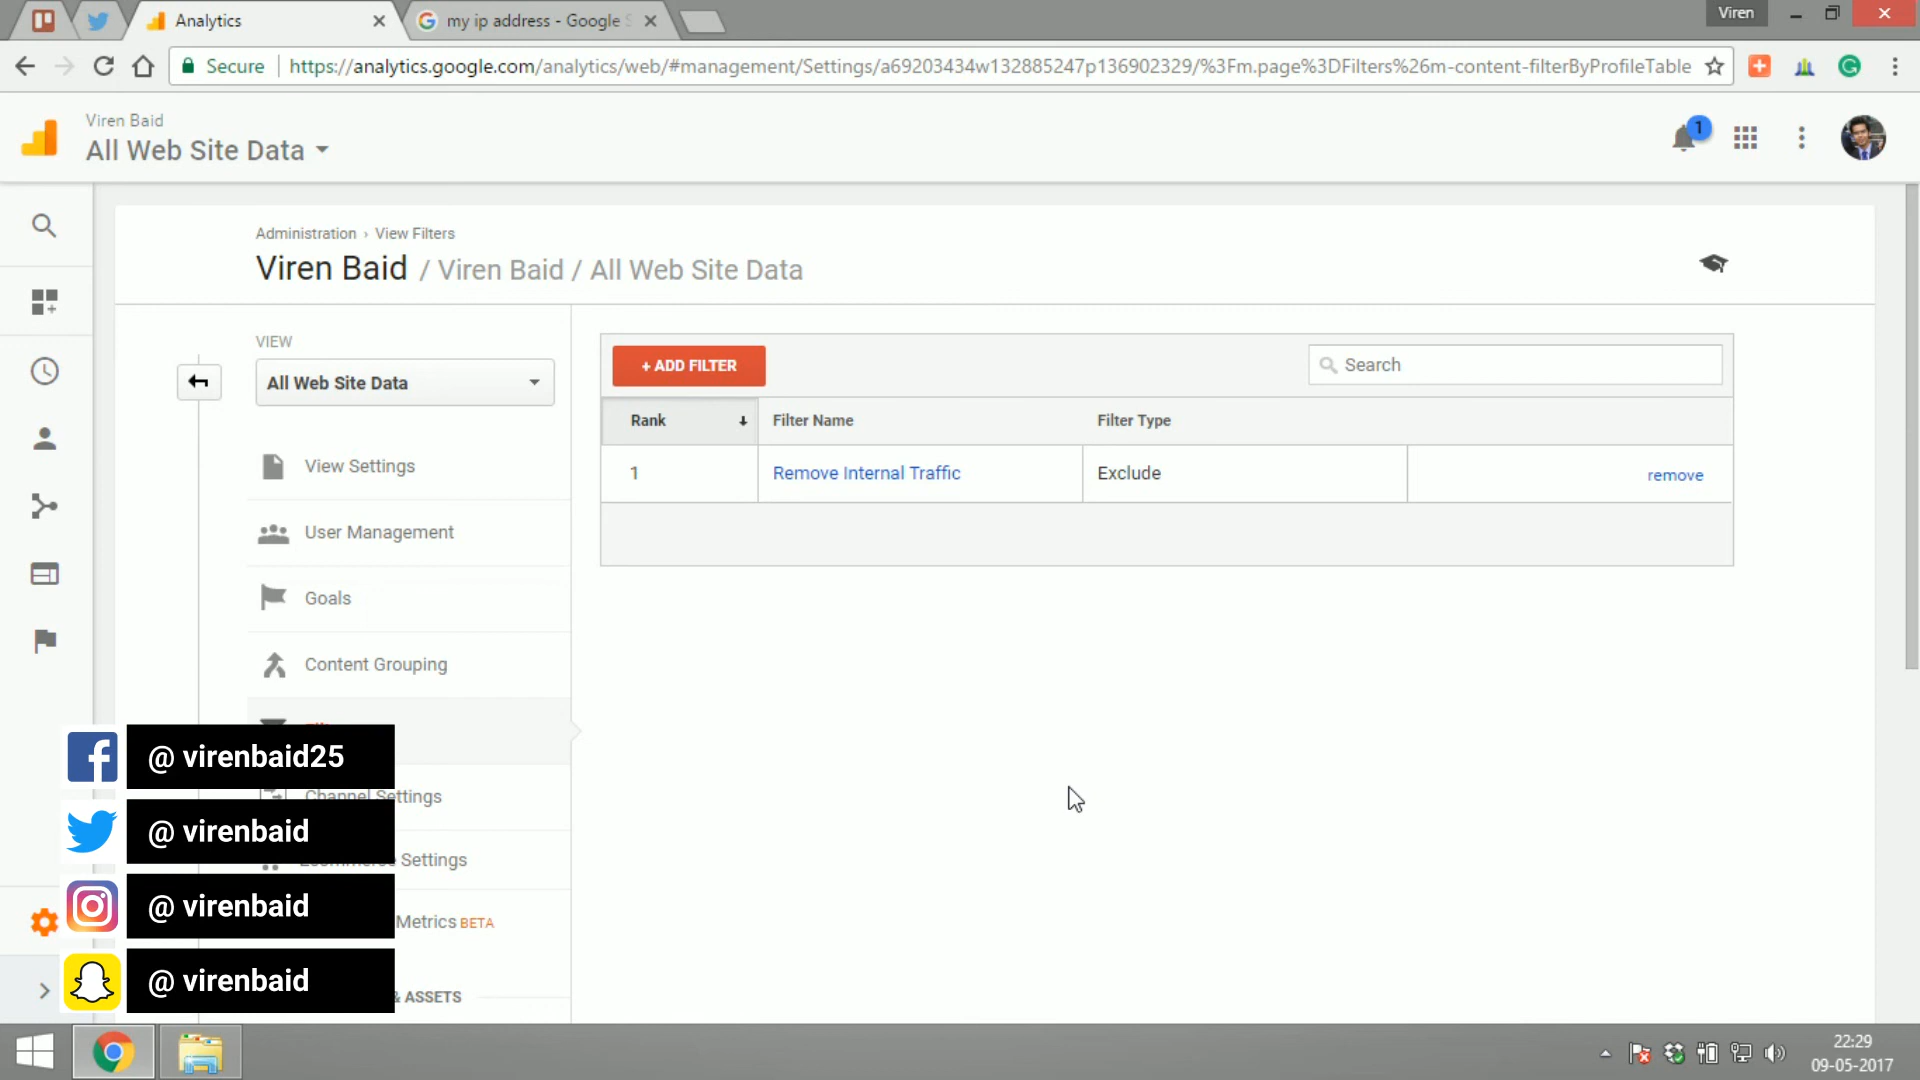 Analytics
my ip address - Google S
Viren
Secure
https://analytics.google.com/analytics/web/#management/Settings/a69203434w132885247p136902329/%3Fm.page%3DFilters%26m-content-filterByProfileTable
Viren Baid
All Web Site Data
1
Administration › View Filters
Viren Baid / Viren Baid / All Web Site Data
VIEW
All Web Site Data
+ ADD FILTER
Search
Rank
Filter Name
Filter Type
1
Remove Internal Traffic
Exclude
remove
View Settings
User Management
Goals
Content Grouping
@ virenbaid25
Channel Settings
@ virenbaid
Settings
@ virenbaid
Metrics BETA
@ virenbaid
& ASSETS
22:29
09-05-2017